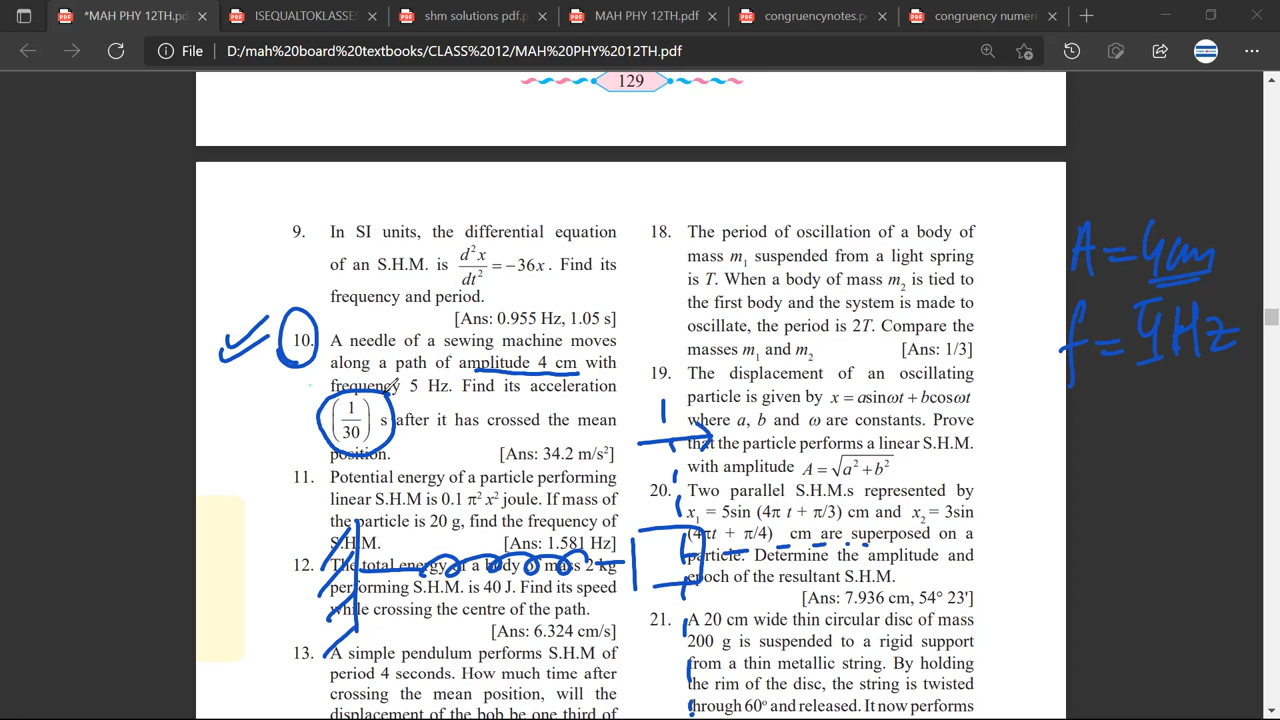 *MAH PHY 12TH.pd
ISEQUALTOKLASSES
shm solutions pdf.p
MAH PHY 12TH.pdf
congruencynotes.p
congruency numeri
File
D:/mah%20board%20textbooks/CLASS%2012/MAH%20PHY%2012TH.pdf
129
9. In SI units, the differential equation
of an S.H.M. is d²x/dt² = −36x . Find its
frequency and period.
[Ans: 0.955 Hz, 1.05 s]
10. A needle of a sewing machine moves
along a path of amplitude 4 cm with
frequency 5 Hz. Find its acceleration
(1/30) s after it has crossed the mean
position. [Ans: 34.2 m/s²]
11. Potential energy of a particle performing
linear S.H.M is 0.1 π² x² joule. If mass of
the particle is 20 g, find the frequency of
S.H.M. [Ans: 1.581 Hz]
12. The total energy of a body of mass 2 kg
performing S.H.M. is 40 J. Find its speed
while crossing the centre of the path.
[Ans: 6.324 cm/s]
13. A simple pendulum performs S.H.M of
period 4 seconds. How much time after
crossing the mean position, will the
displacement of the bob be one third of
18. The period of oscillation of a body of
mass m₁ suspended from a light spring
is T. When a body of mass m₂ is tied to
the first body and the system is made to
oscillate, the period is 2T. Compare the
masses m₁ and m₂ [Ans: 1/3]
19. The displacement of an oscillating
particle is given by x = asinωt + bcosωt
where a, b and ω are constants. Prove
that the particle performs a linear S.H.M.
with amplitude A = √a² + b²
20. Two parallel S.H.M.s represented by
x₁ = 5sin (4π t + π/3) cm and x₂ = 3sin
(4πt + π/4) cm are superposed on a
particle. Determine the amplitude and
epoch of the resultant S.H.M.
[Ans: 7.936 cm, 54° 23']
21. A 20 cm wide thin circular disc of mass
200 g is suspended to a rigid support
from a thin metallic string. By holding
the rim of the disc, the string is twisted
through 60° and released. It now performs
A = 4cm
f = Hz